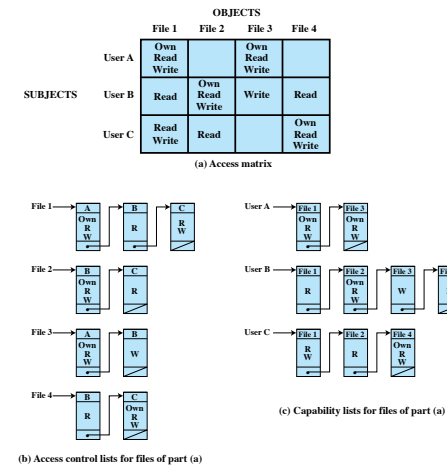 OBJECTS
File 1 File 2 File 3 File 4
SUBJECTS
User A
Own
Read
Write
Own
Read
Write
User B
Read
Own
Read
Write
Write
Read
User C
Read
Write
Read
Own
Read
Write
(a) Access matrix
File 1
A
Own
R
W
B
R
C
R
W
File 2
B
Own
R
W
C
R
File 3
A
Own
R
W
B
W
File 4
B
R
C
Own
R
W
(b) Access control lists for files of part (a)
User A
File 1
Own
R
W
File 3
Own
R
W
User B
File 1
R
File 2
Own
R
W
File 3
W
User C
File 1
R
W
File 2
R
File 4
Own
R
W
(c) Capability lists for files of part (a)